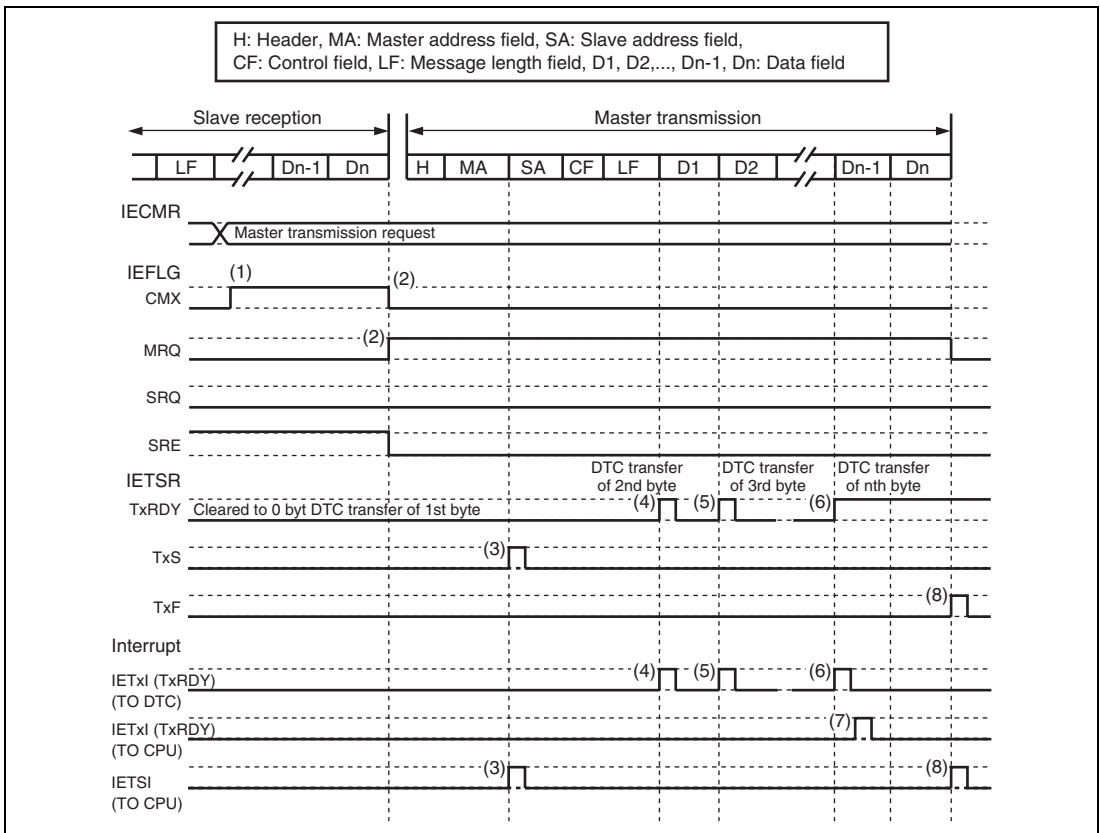 H: Header, MA: Master address field, SA: Slave address field,
CF: Control field, LF: Message length field, D1, D2,..., Dn-1, Dn: Data field
Slave reception
Master transmission
LF Dn-1 Dn H MA SA CF LF D1 D2 Dn-1 Dn
IECMR
Master transmission request
IEFLG
(1)
(2)
CMX
(2)
MRQ
SRQ
SRE
IETSR
DTC transfer
of 2nd byte
DTC transfer
of 3rd byte
DTC transfer
of nth byte
TxRDY
Cleared to 0 byt DTC transfer of 1st byte
(4)
(5)
(6)
TxS
(3)
TxF
(8)
Interrupt
IETxI (TxRDY)
(TO DTC)
(4)
(5)
(6)
IETxI (TxRDY)
(TO CPU)
(7)
IETSI
(TO CPU)
(3)
(8)